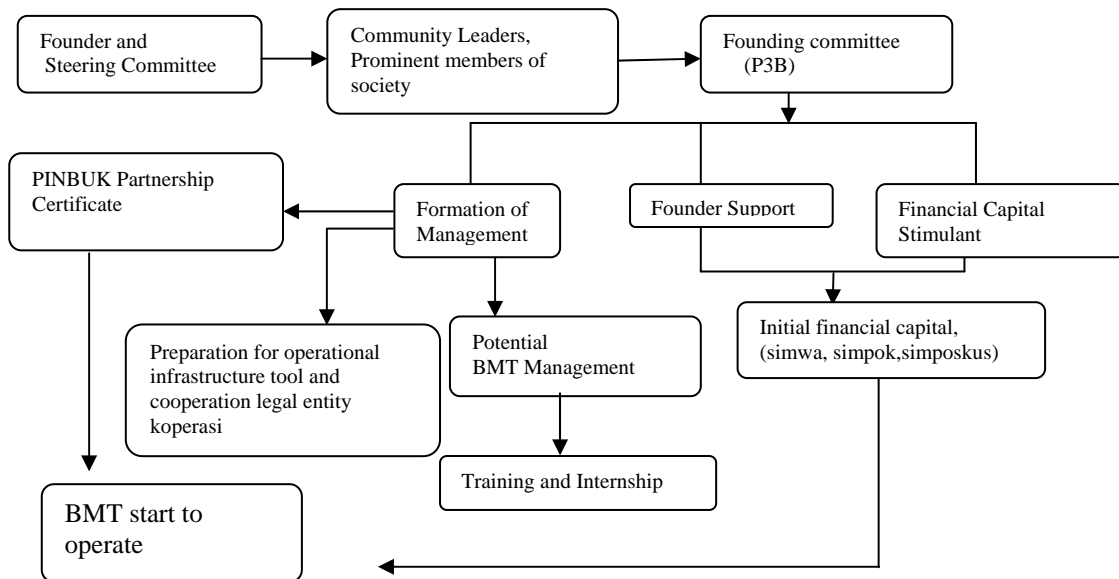 Founder and
Steering Committee
Community Leaders,
Prominent members of
society
Founding committee
(P3B)
PINBUK Partnership
Certificate
Formation of
Management
Founder Support
Financial Capital
Stimulant
Preparation for operational
infrastructure tool and
cooperation legal entity
koperasi
Potential
BMT Management
Initial financial capital,
(simwa, simpok,simposkus)
Training and Internship
BMT start to
operate